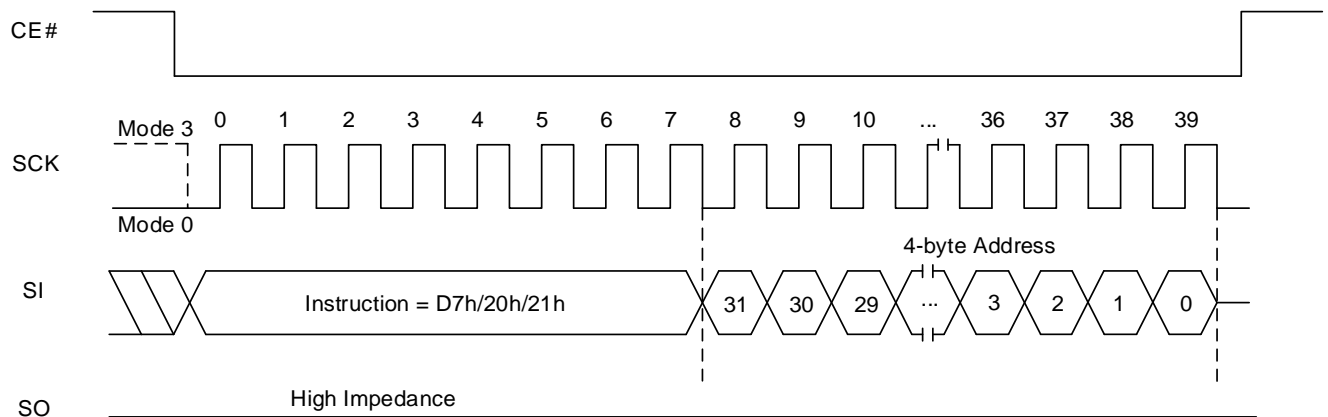 CE#
Mode 3
0 1 2 3 4 5 6 7 8 9 10 ... 36 37 38 39
SCK
Mode 0
4-byte Address
SI
Instruction = D7h/20h/21h
31 30 29 ... 3 2 1 0
High Impedance
SO